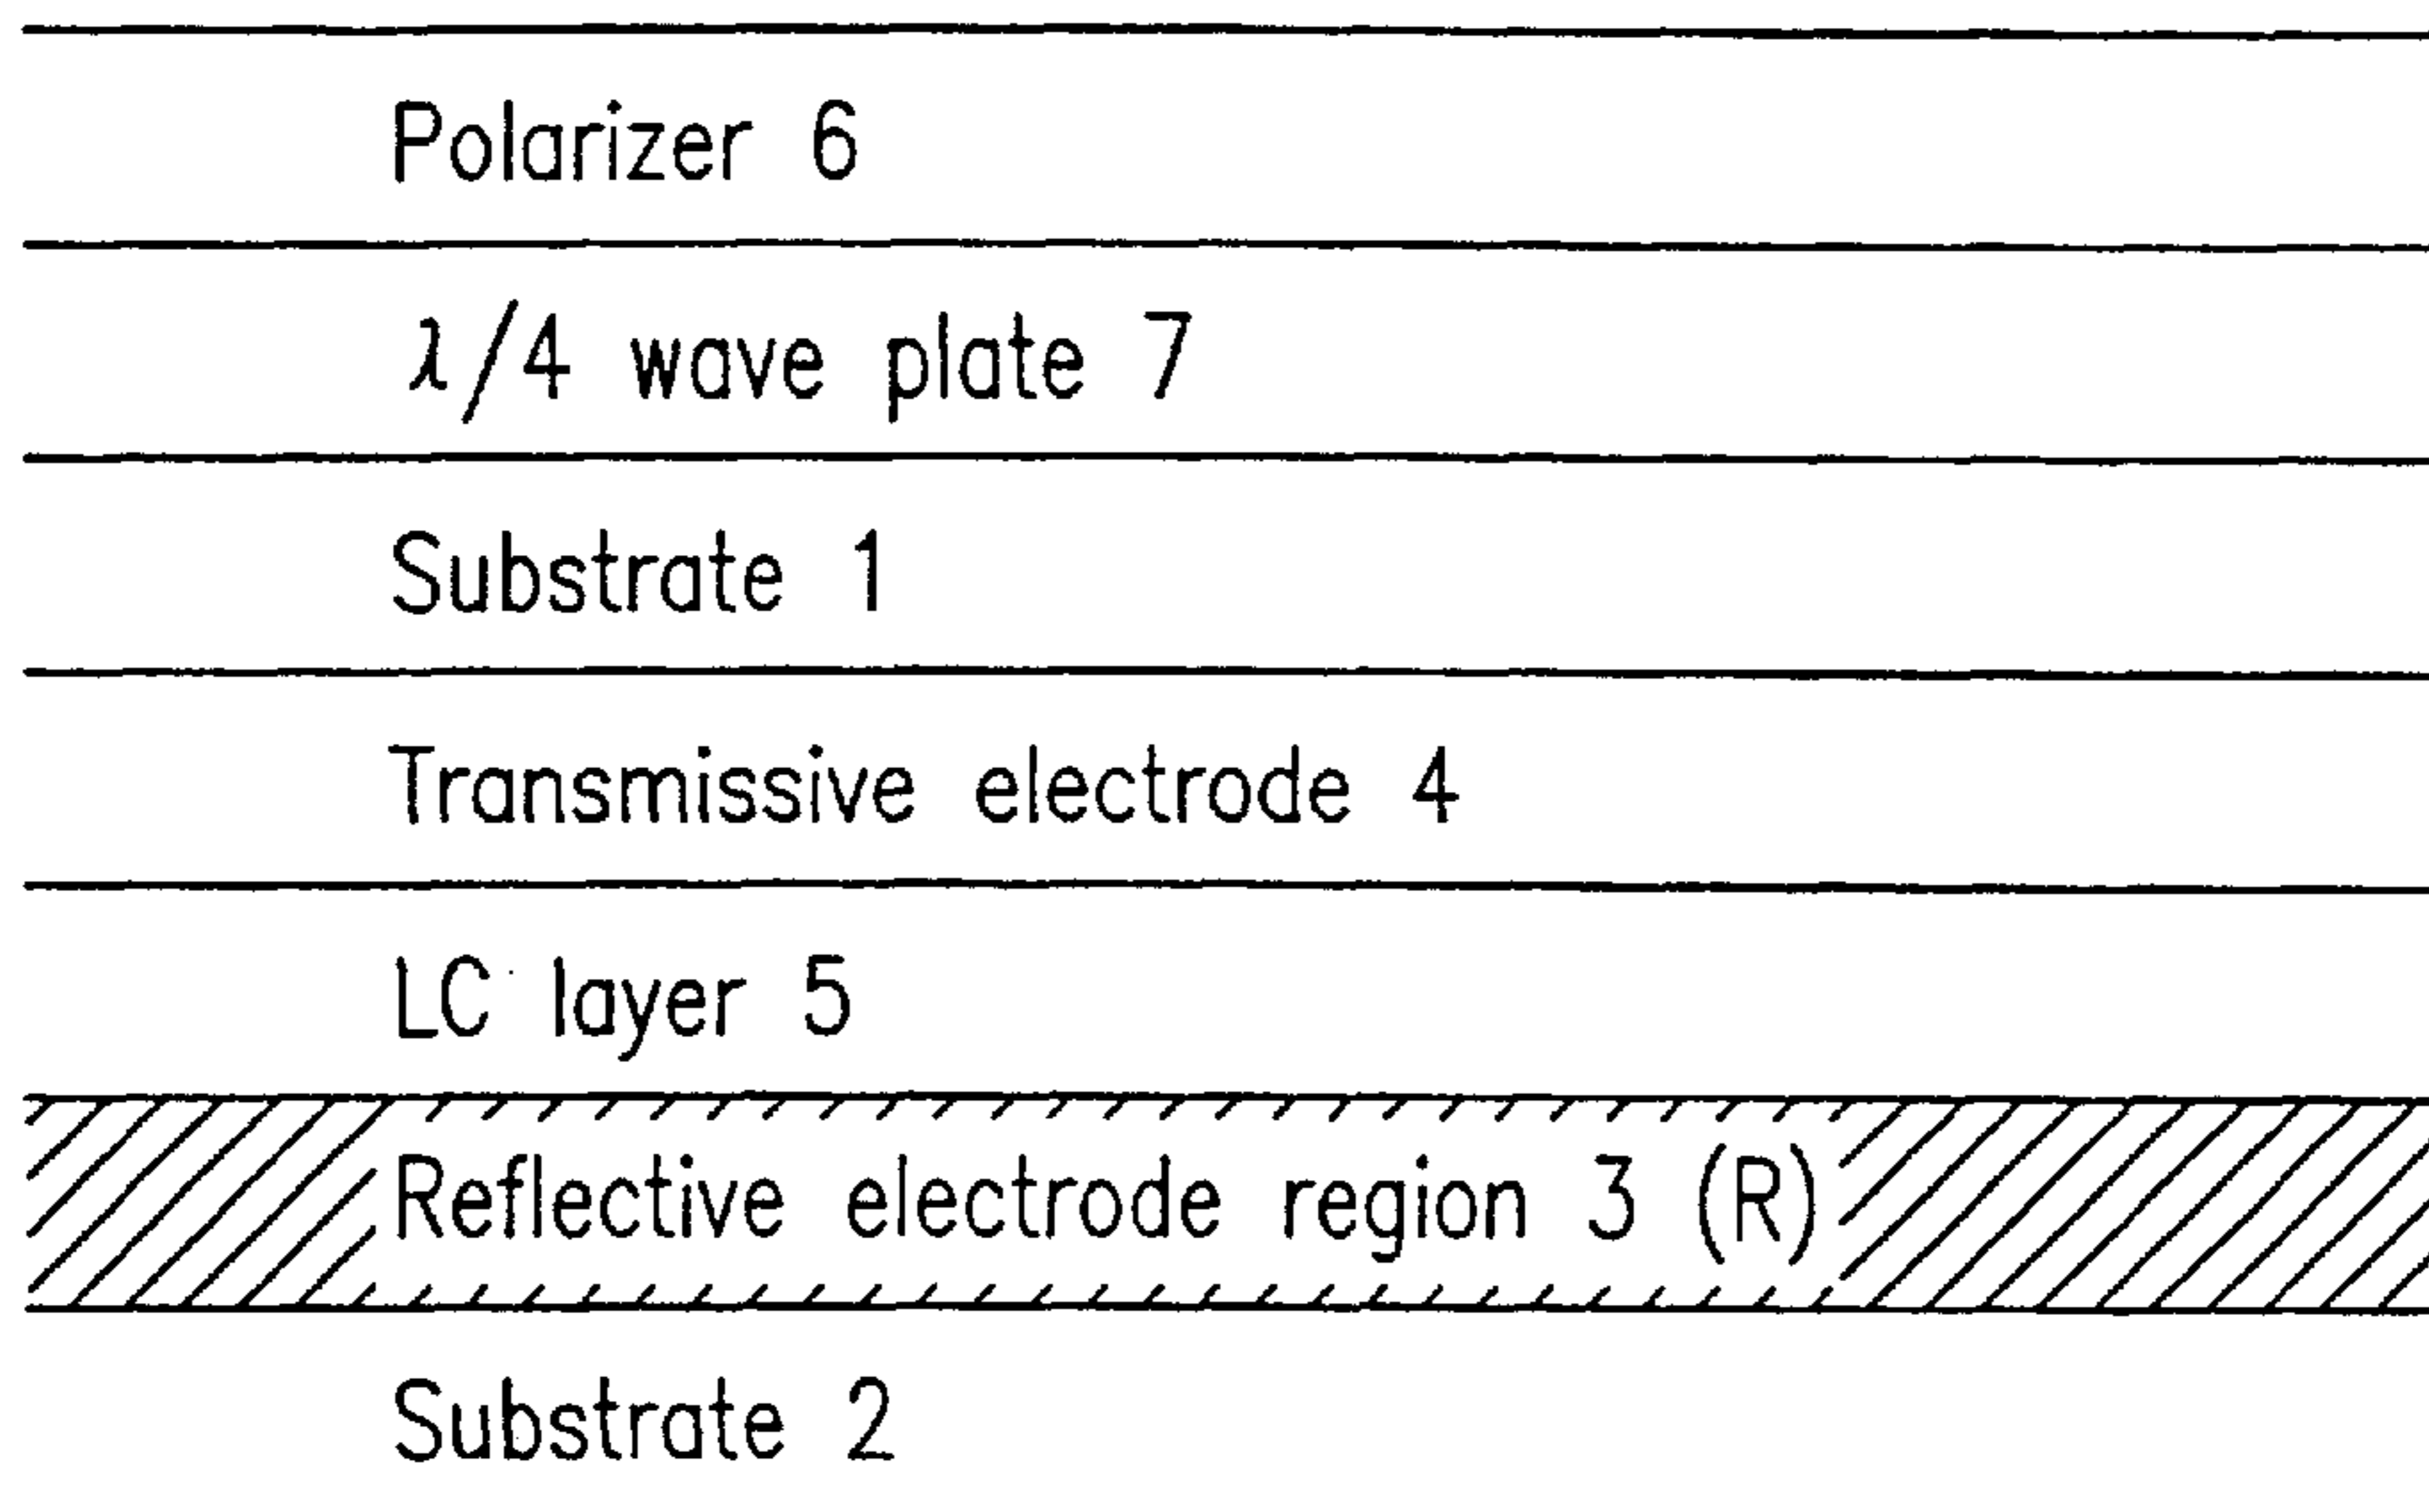 Polarizer 6
λ/4 wave plate 7
Substrate 1
Transmissive electrode 4
LC layer 5
Reflective electrode region 3 (R)
Substrate 2